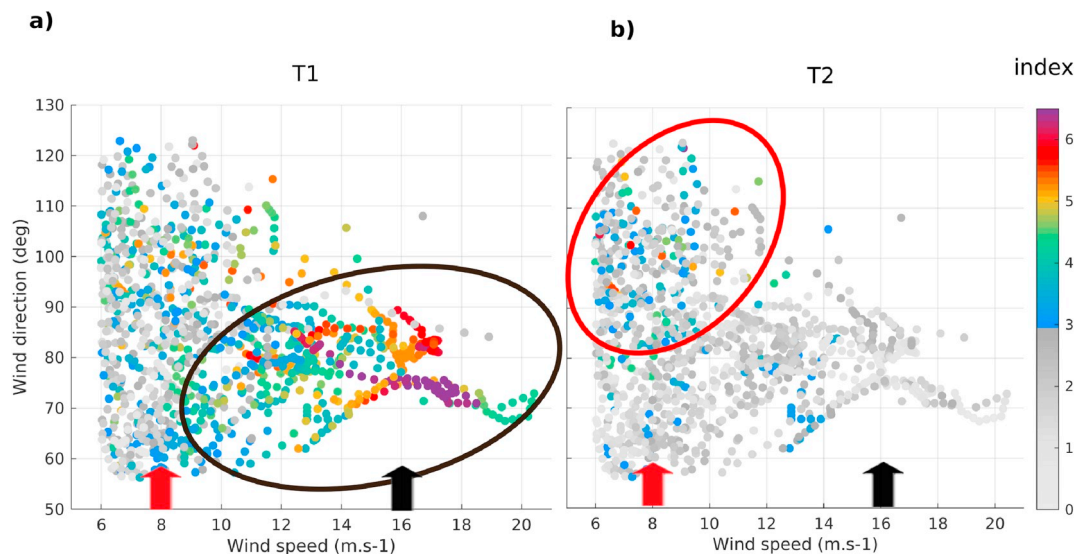 a)
b)
T1
T2
index
130
120
110
100
90
80
70
60
50
6 8 10 12 14 16 18 20
Wind direction (deg)
Wind speed (m.s-1)
6 8 10 12 14 16 18 20
Wind speed (m.s-1)
6
5
4
3
2
1
0